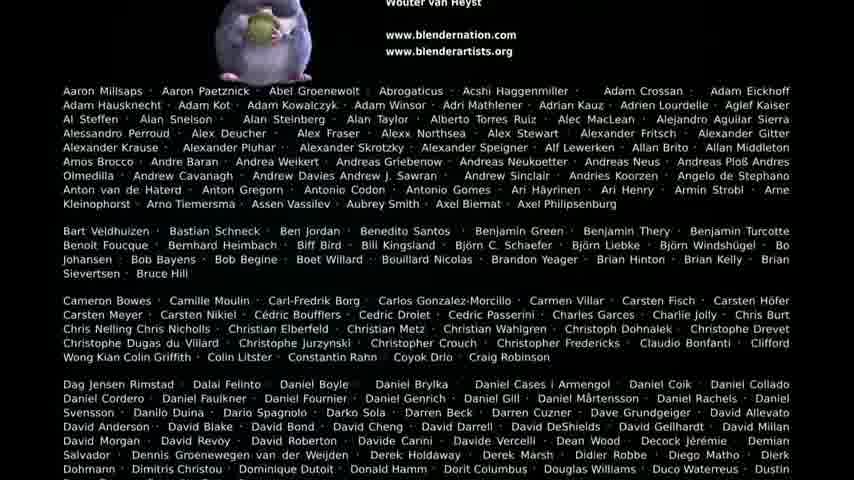 Wouter van Heyst
www.blendernation.com
www.blenderartists.org
Aaron Millsaps · Aaron Paetznick · Abel Groenewolt · Abrogaticus · Acshi Haggenmiller · Adam Crossan · Adam Eickhoff
Adam Hausknecht · Adam Kot · Adam Kowalczyk · Adam Winsor · Adri Mathlener · Adrian Kauz · Adrien Lourdelle · Aglef Kaiser
Al Steffen · Alan Snelson · Alan Steinberg · Alan Taylor · Alberto Torres Ruiz · Alec MacLean · Alejandro Aguilar Sierra
Alessandro Perroud · Alex Deucher · Alex Fraser · Alexx Northsea · Alex Stewart · Alexander Fritsch · Alexander Gitter
Alexander Krause · Alexander Pluhar · Alexander Skrotzky · Alexander Speigner · Alf Lewerken · Allan Brito · Allan Middleton
Amos Brocco · Andre Baran · Andrea Weikert · Andreas Griebenow · Andreas Neukoetter · Andreas Neus · Andreas Ploß Andres
Olmedilla · Andrew Cavanagh · Andrew Davies Andrew J. Sawran · Andrew Sinclair · Andries Koorzen · Angelo de Stephano
Anton van de Haterd · Anton Gregorn · Antonio Codon · Antonio Gomes · Ari Häyrinen · Ari Henry · Armin Strobl · Arne
Kleinophorst · Arno Tiemersma · Assen Vassilev · Aubrey Smith · Axel Biemat · Axel Philipsenburg
Bart Veldhuizen · Bastian Schneck · Ben Jordan · Benedito Santos · Benjamin Green · Benjamin Thery · Benjamin Turcotte
Benoit Foucque · Bernhard Heimbach · Biff Bird · Bill Kingsland · Björn C. Schaefer · Björn Liebke · Björn Windshügel · Bo
Johansen · Bob Bayens · Bob Begine · Boet Willard · Bouillard Nicolas · Brandon Yeager · Brian Hinton · Brian Kelly · Brian
Sievertsen · Bruce Hill
Cameron Bowes · Camille Moulin · Carl-Fredrik Borg · Carlos Gonzalez-Morcillo · Carmen Villar · Carsten Fisch · Carsten Höfer
Carsten Meyer · Carsten Nikiel · Cédric Boufflers · Cedric Drolet · Cedric Passerini · Charles Garces · Charlie Jolly · Chris Burt
Chris Nelling Chris Nicholls · Christian Elberfeld · Christian Metz · Christian Wahlgren · Christoph Dohnalek · Christophe Drevet
Christophe Dugas du Villard · Christophe Jurzynski · Christopher Crouch · Christopher Fredericks · Claudio Bonfanti · Clifford
Wong Kian Colin Griffith · Colin Litster · Constantin Rahn · Coyok Drio · Craig Robinson
Dag Jensen Rimstad · Dalai Felinto · Daniel Boyle · Daniel Brylka · Daniel Cases i Armengol · Daniel Coik · Daniel Collado
Daniel Cordero · Daniel Faulkner · Daniel Fournier · Daniel Genrich · Daniel Gill · Daniel Mårtensson · Daniel Rachels · Daniel
Svensson · Danilo Duina · Dario Spagnolo · Darko Sola · Darren Beck · Darren Cuzner · Dave Grundgeiger · David Allevato
David Anderson · David Blake · David Bond · David Cheng · David Darrell · David DeShields · David Gellhardt · David Millan
David Morgan · David Revoy · David Roberton · Davide Carini · Davide Vercelli · Dean Wood · Decock Jérémie · Demian
Salvador · Dennis Groenewegen van der Weijden · Derek Holdaway · Derek Marsh · Didier Robbe · Diego Matho · Dierk
Dohmann · Dimitris Christou · Dominique Dutoit · Donald Hamm · Dorit Columbus · Douglas Williams · Duco Waterreus · Dustin